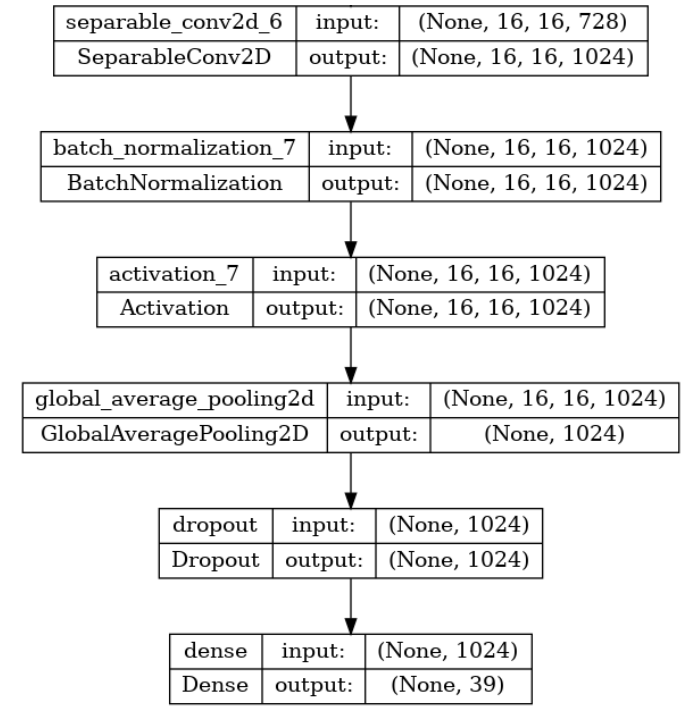 separable_conv2d_6 input: (None, 16, 16, 728)
SeparableConv2D output: (None, 16, 16, 1024)
batch_normalization_7 input: (None, 16, 16, 1024)
BatchNormalization output: (None, 16, 16, 1024)
activation_7 input: (None, 16, 16, 1024)
Activation output: (None, 16, 16, 1024)
global_average_pooling2d input: (None, 16, 16, 1024)
GlobalAveragePooling2D output: (None, 1024)
dropout input: (None, 1024)
Dropout output: (None, 1024)
dense input: (None, 1024)
Dense output: (None, 39)